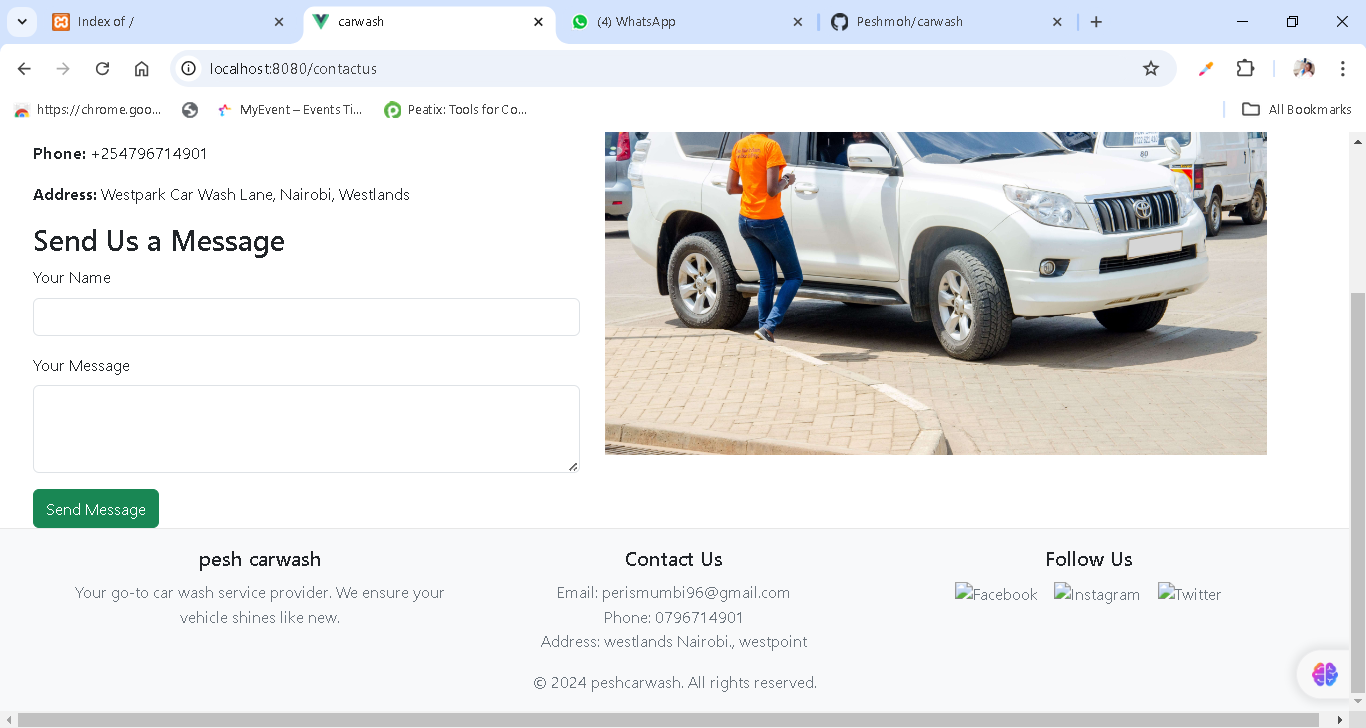 Index of /
carwash
(4) WhatsApp
Peshmoh/carwash
localhost:8080/contactus
https://chrome.goo...
MyEvent – Events Ti...
Peatix: Tools for Co...
All Bookmarks
Phone: +254796714901
Address: Westpark Car Wash Lane, Nairobi, Westlands
Send Us a Message
Your Name
Your Message
Send Message
80
pesh carwash
Your go-to car wash service provider. We ensure your
vehicle shines like new.
Contact Us
Email: perismumbi96@gmail.com
Phone: 0796714901
Address: westlands Nairobi., westpoint
Follow Us
Facebook
Instagram
Twitter
© 2024 peshcarwash. All rights reserved.